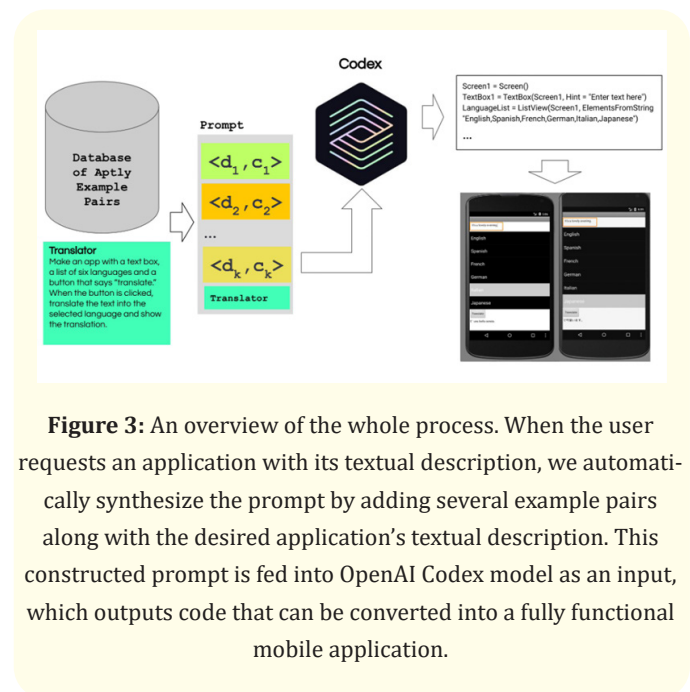 Codex
Screen1 = Screen()
TextBox1 = TextBox(Screen1, Hint = "Enter text here")
LanguageList = ListView(Screen1, ElementsFromString
"English,Spanish,French,German,Italian,Japanese")
...
Database
of Aptly
Example
Pairs
Prompt
<d1,c1>
<d2,c2>
...
<dk,ck>
Translator
Translator
Make an app with a text box,
a list of six languages and a
button that says "translate."
When the button is clicked,
translate the text into the
selected language and show
the translation.
English
Spanish
French
German
Japanese
English
Spanish
French
German
Italian
Japanese
Figure 3: An overview of the whole process. When the user
requests an application with its textual description, we automati-
cally synthesize the prompt by adding several example pairs
along with the desired application's textual description. This
constructed prompt is fed into OpenAI Codex model as an input,
which outputs code that can be converted into a fully functional
mobile application.